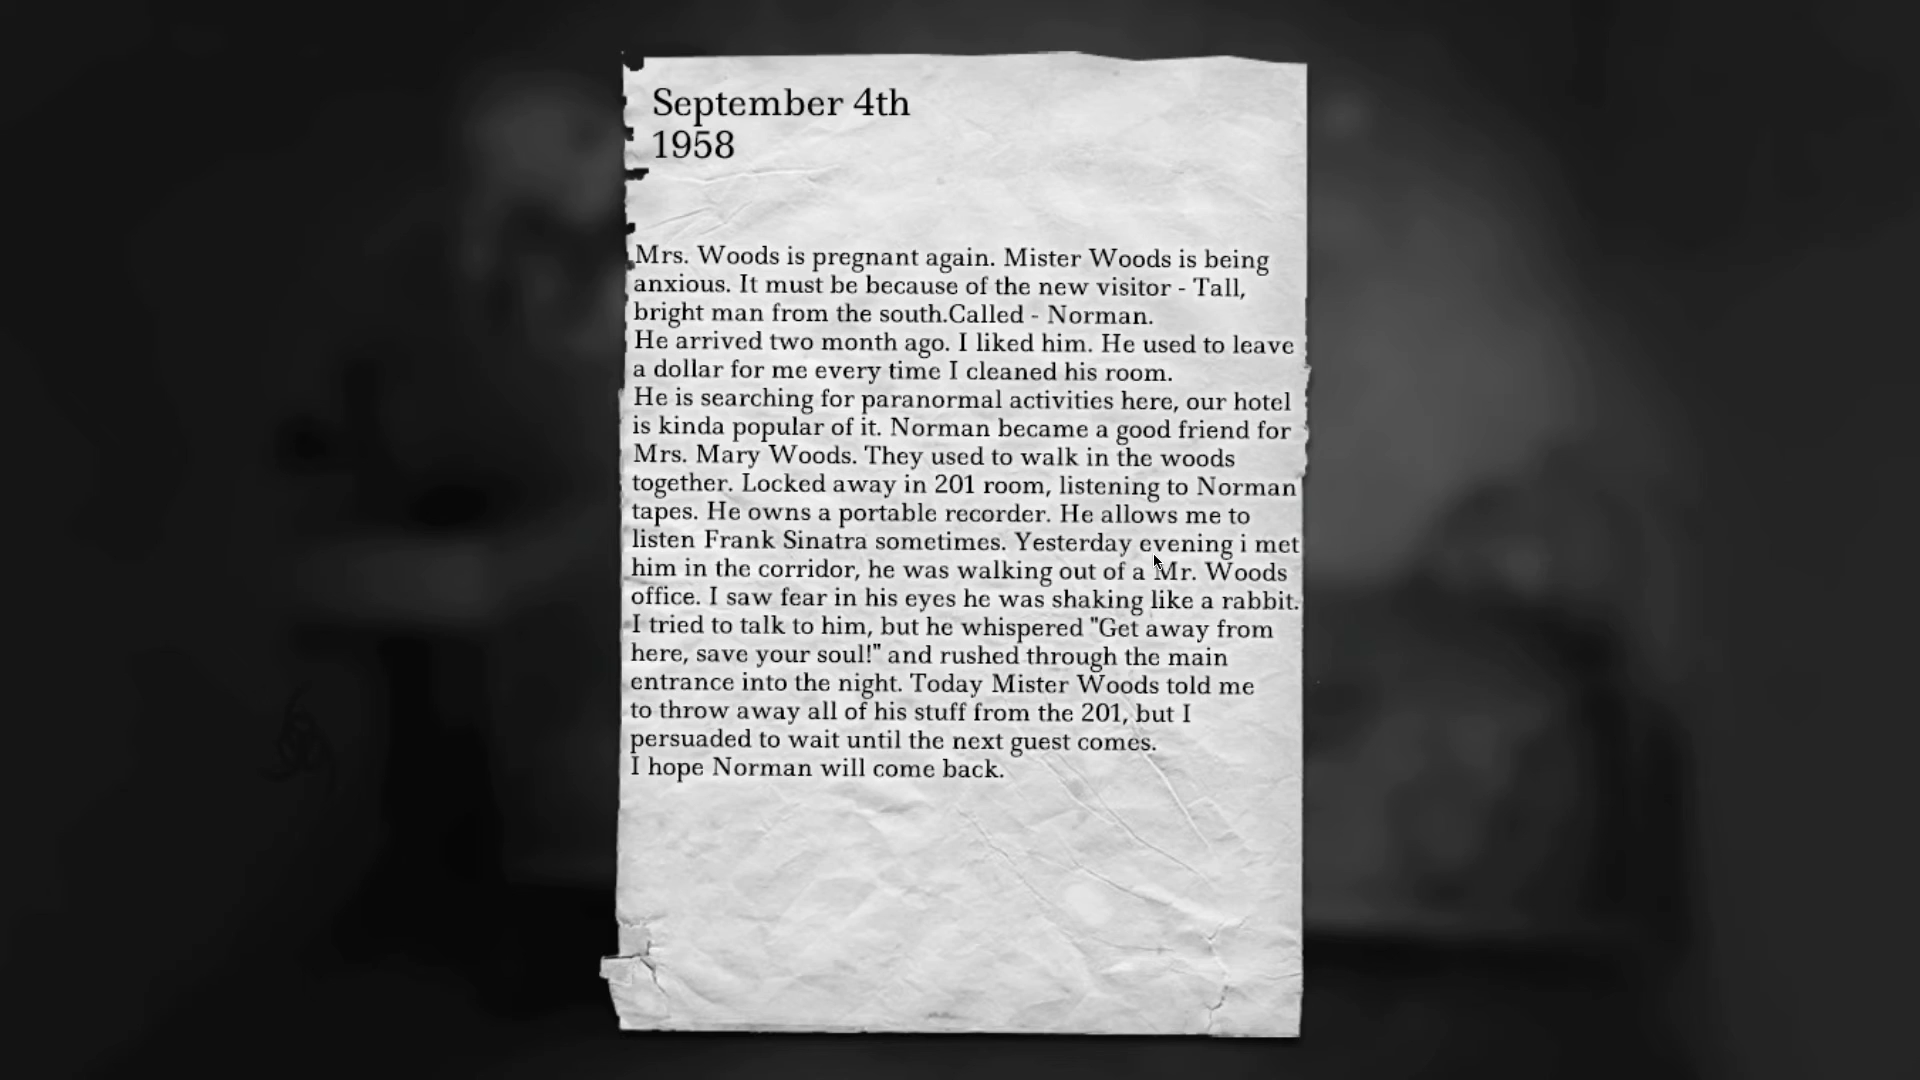 September 4th
1958
Mrs. Woods is pregnant again. Mister Woods is being
anxious. It must be because of the new visitor - Tall,
bright man from the south.Called - Norman.
He arrived two month ago. I liked him. He used to leave
a dollar for me every time I cleaned his room.
He is searching for paranormal activities here, our hotel
is kinda popular of it. Norman became a good friend for
Mrs. Mary Woods. They used to walk in the woods
together. Locked away in 201 room, listening to Norman
tapes. He owns a portable recorder. He allows me to
listen Frank Sinatra sometimes. Yesterday evening i met
him in the corridor, he was walking out of a Mr. Woods
office. I saw fear in his eyes he was shaking like a rabbit.
I tried to talk to him, but he whispered "Get away from
here, save your soul!" and rushed through the main
entrance into the night. Today Mister Woods told me
to throw away all of his stuff from the 201, but I
persuaded to wait until the next guest comes.
I hope Norman will come back.